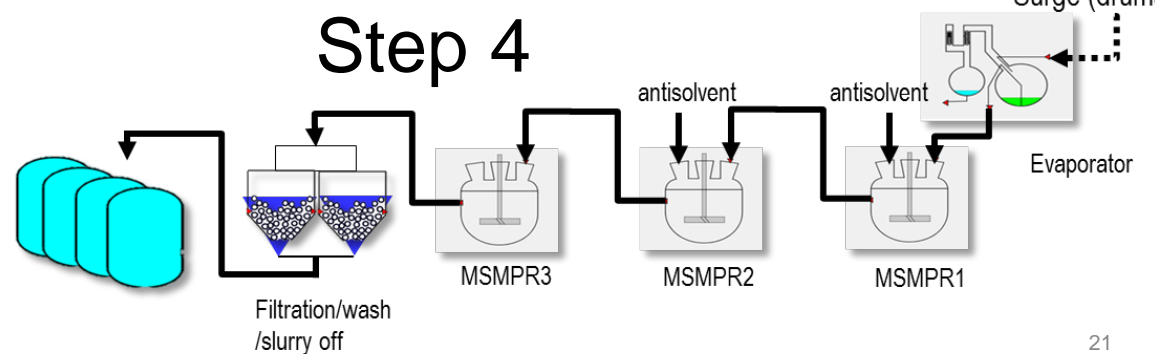 Step 4
antisolvent
antisolvent
Evaporator
MSMPR3
MSMPR2
MSMPR1
Filtration/wash
/slurry off
21